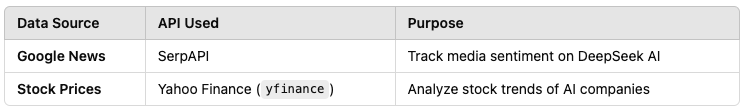 Data Source API Used Purpose
Google News SerpAPI Track media sentiment on DeepSeek AI
Stock Prices Yahoo Finance ( yfinance ) Analyze stock trends of AI companies